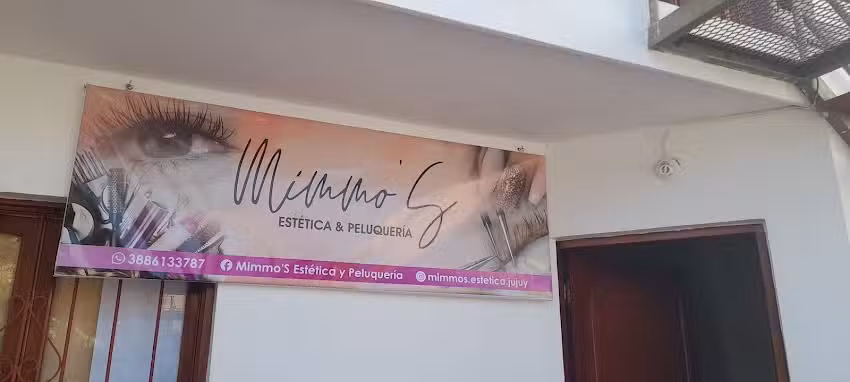 Mimmo'S
ESTÉTICA & PELUQUERÍA
3886133787 Mimmo'S Estética y Peluquería mimmos.estetica.jujuy